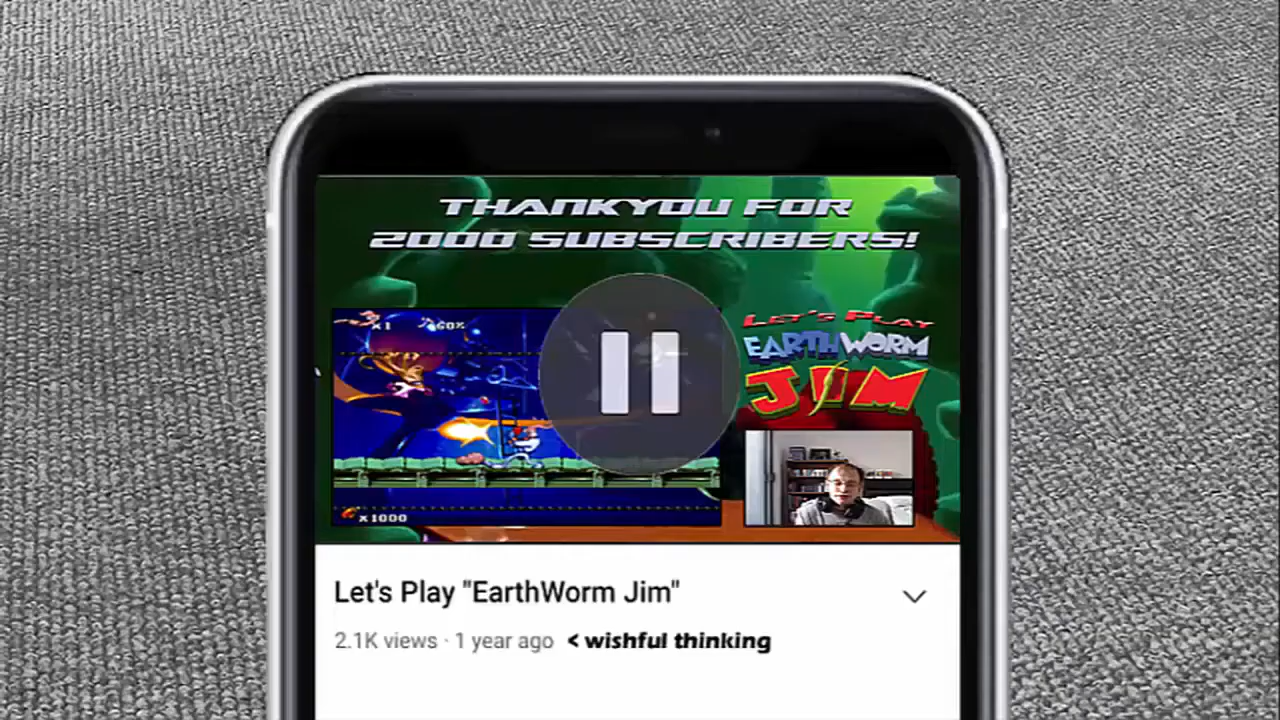 THANKYOU FOR
2000 SUBSCRIBERS!
x1
60%
LET'S PLAY
EARTHWORM
JIM
x1000
Let's Play "EarthWorm Jim"
2.1K views · 1 year ago < wishful thinking